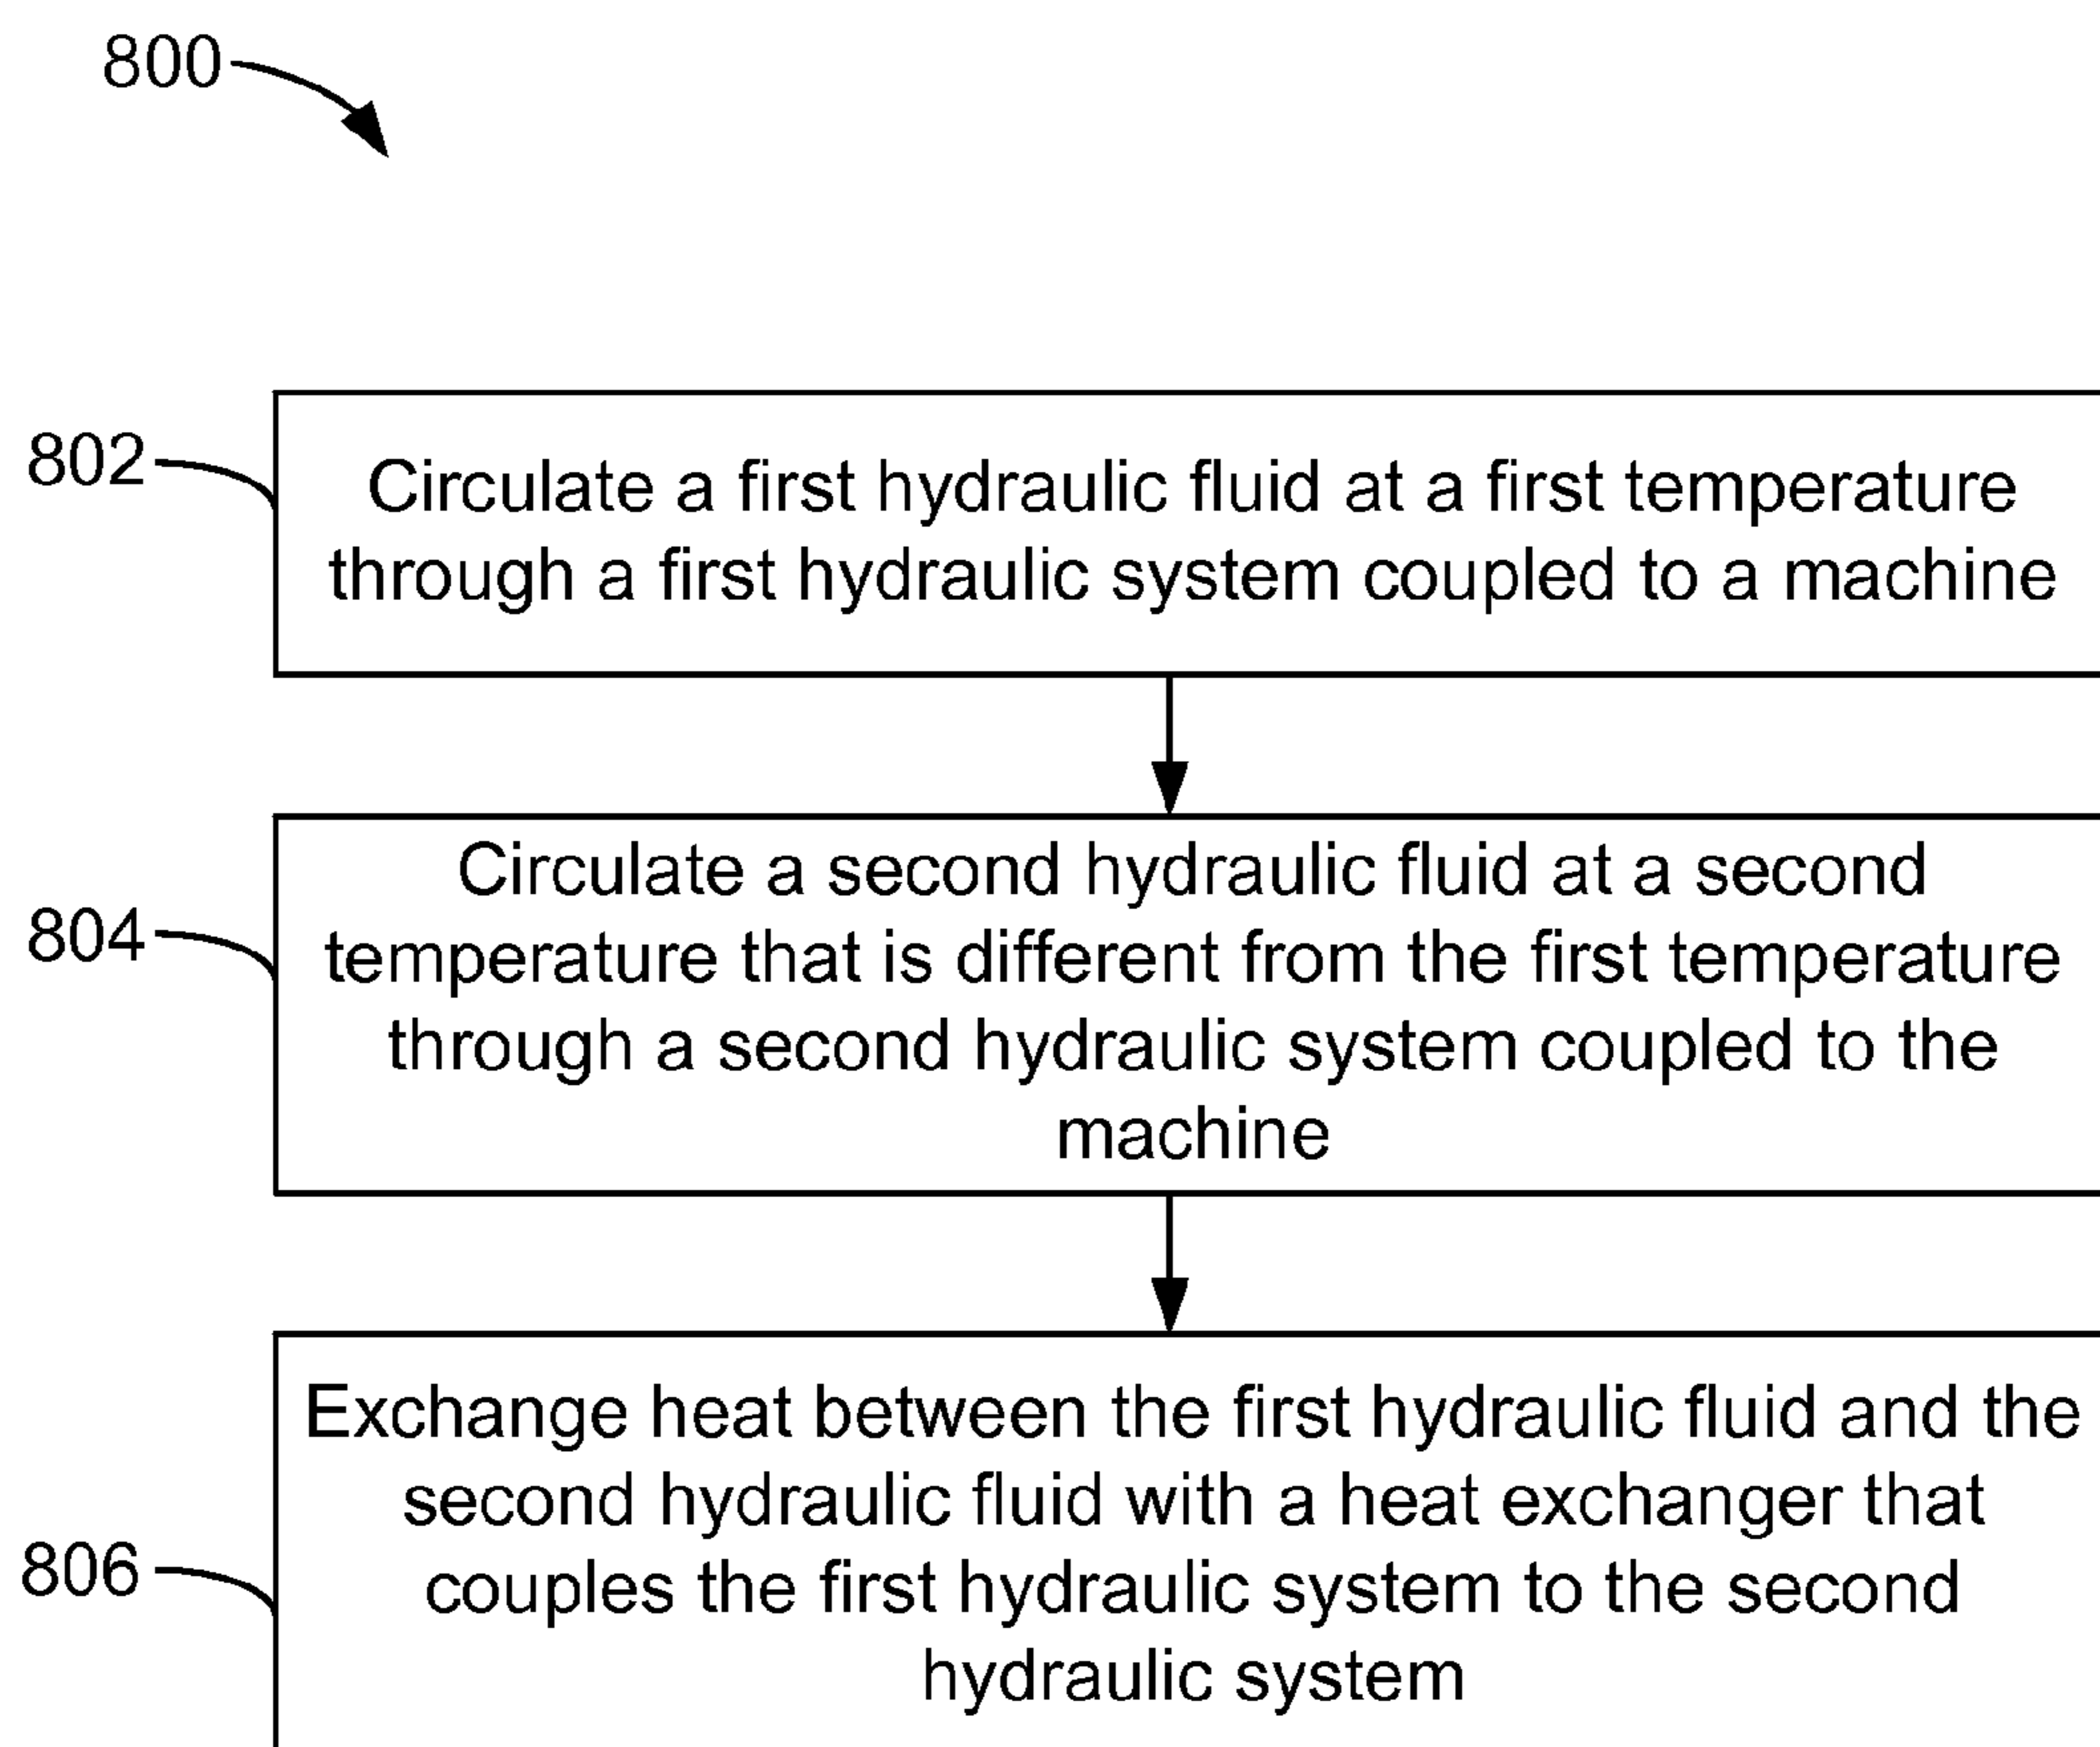 800
802
Circulate a first hydraulic fluid at a first temperature
through a first hydraulic system coupled to a machine
804
Circulate a second hydraulic fluid at a second
temperature that is different from the first temperature
through a second hydraulic system coupled to the
machine
806
Exchange heat between the first hydraulic fluid and the
second hydraulic fluid with a heat exchanger that
couples the first hydraulic system to the second
hydraulic system